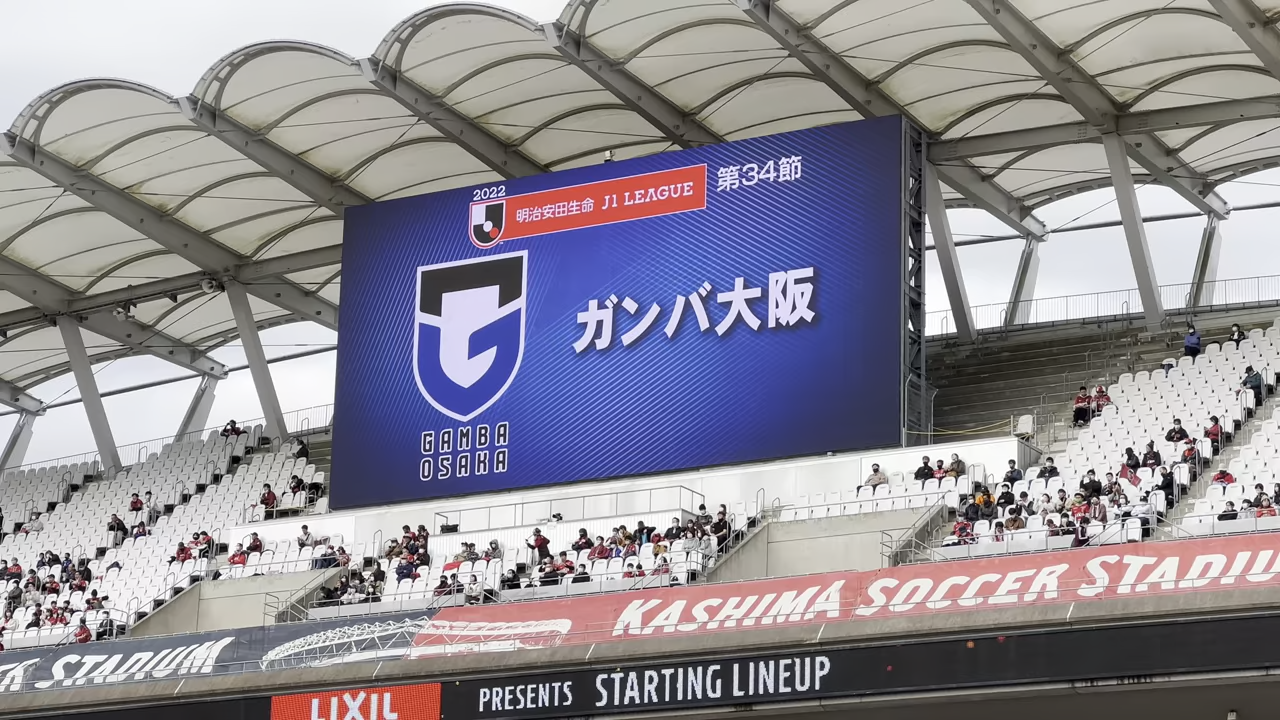 2022
明治安田生命 J1 LEAGUE
第34節
ガンバ大阪
GAMBA
OSAKA
KASHIMA SOCCER STADIUM
STADIUM
LIXIL
PRESENTS STARTING LINEUP